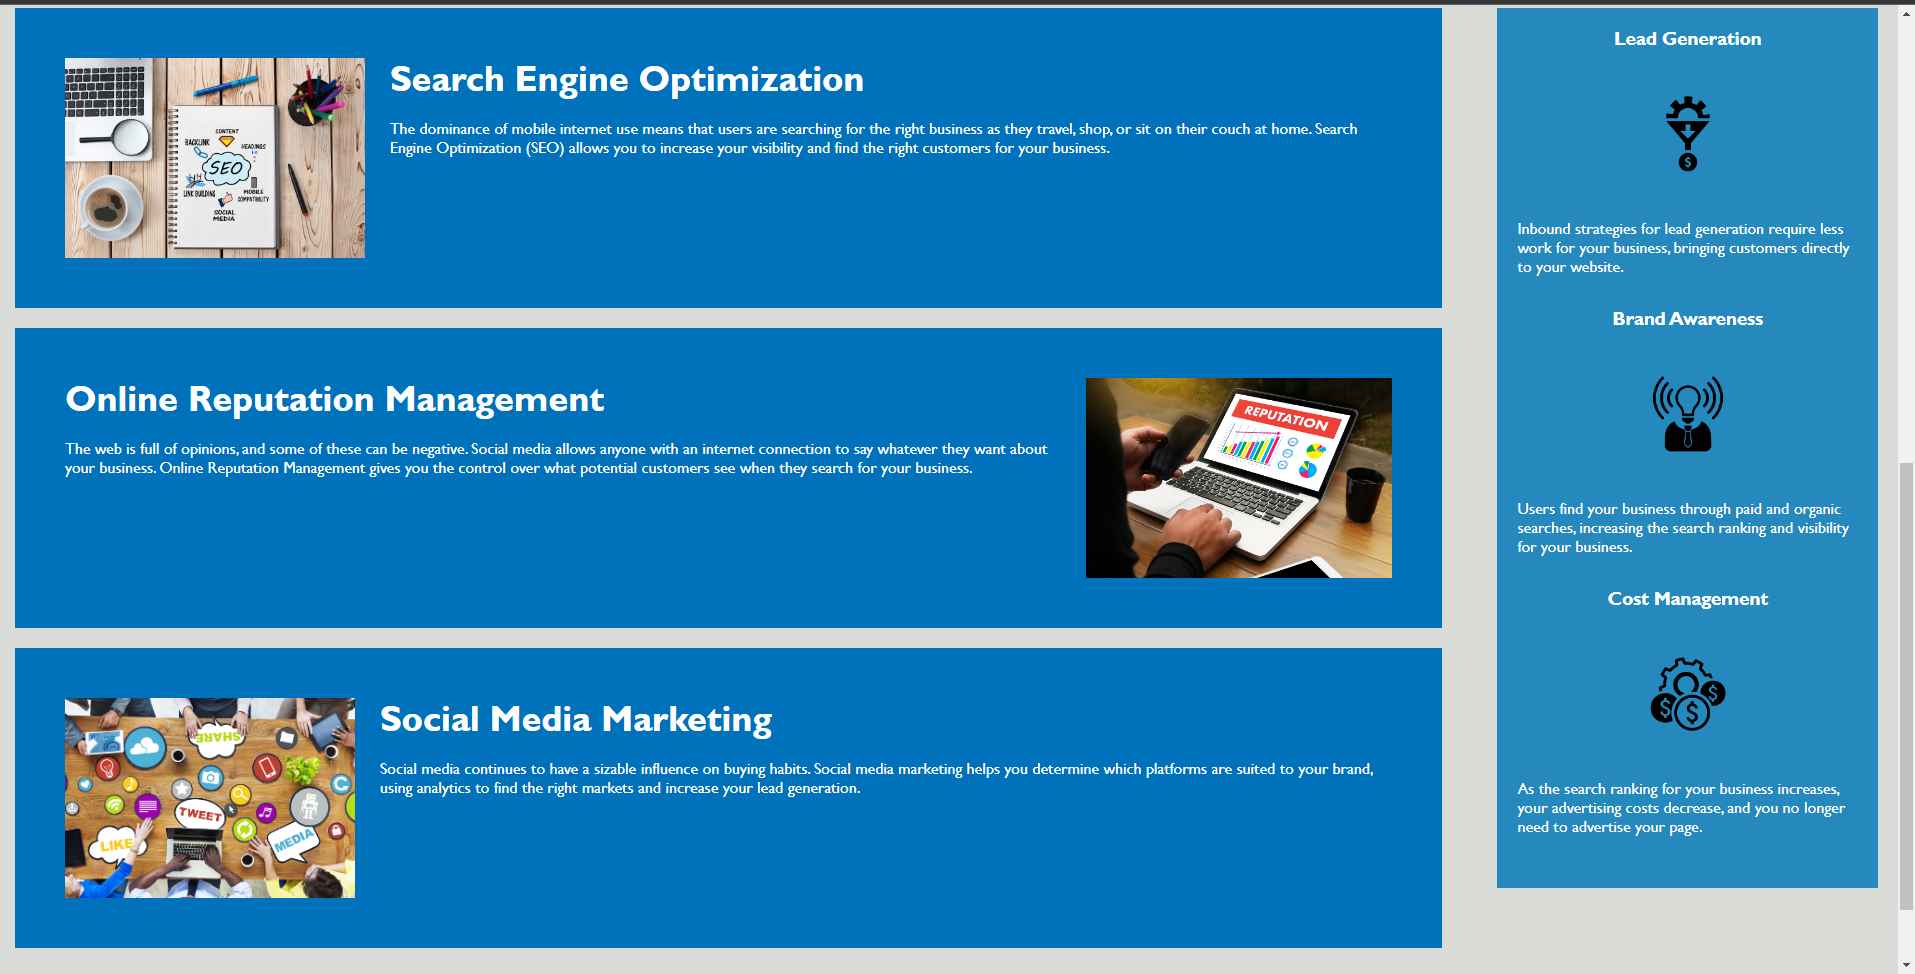 Search Engine Optimization
The dominance of mobile internet use means that users are searching for the right business as they travel, shop, or sit on their couch at home. Search
Engine Optimization (SEO) allows you to increase your visibility and find the right customers for your business.
CONTENT
BACKLINK
HEADINGS
SEO
LINK BUILDING
MOBILE
COMPATIBILITY
SOCIAL
MEDIA
Online Reputation Management
The web is full of opinions, and some of these can be negative. Social media allows anyone with an internet connection to say whatever they want about
your business. Online Reputation Management gives you the control over what potential customers see when they search for your business.
REPUTATION
Social Media Marketing
Social media continues to have a sizable influence on buying habits. Social media marketing helps you determine which platforms are suited to your brand,
using analytics to find the right markets and increase your lead generation.
SHARE
TWEET
LIKE
MEDIA
Lead Generation
$
Inbound strategies for lead generation require less
work for your business, bringing customers directly
to your website.
Brand Awareness
Users find your business through paid and organic
searches, increasing the search ranking and visibility
for your business.
Cost Management
$
$
$
As the search ranking for your business increases,
your advertising costs decrease, and you no longer
need to advertise your page.